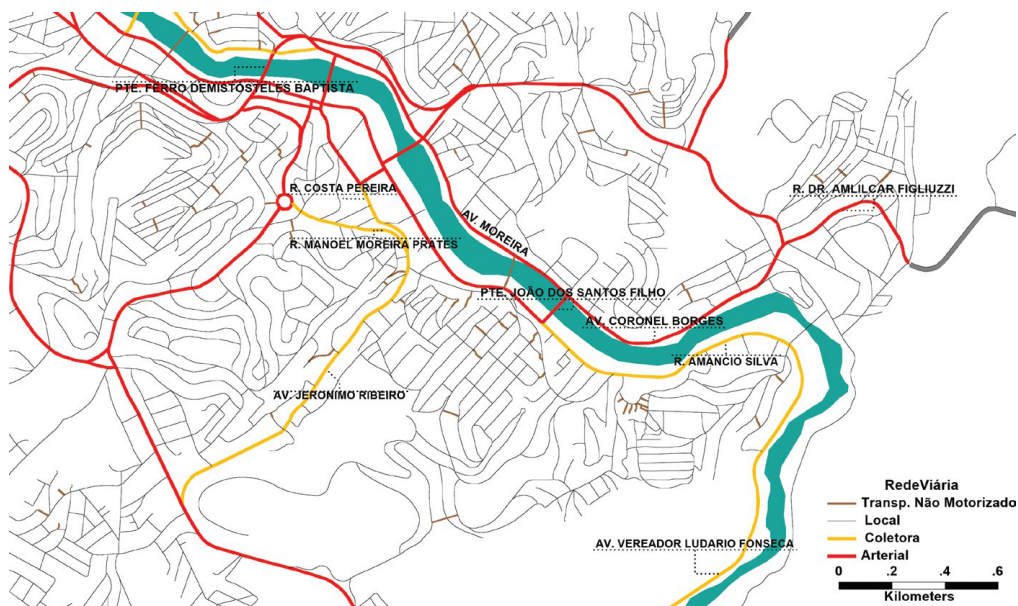 PTE. FERRO DEMISTÓSTELES BAPTISTA
R. COSTA PEREIRA
R. DR. AMLILCAR FIGLIUZZI
AV. MOREIRA
R. MANOEL MOREIRA PRATES
PTE. JOÃO DOS SANTOS FILHO
AV. CORONEL BORGES
R. AMANCIO SILVA
AV. JERONIMO RIBEIRO
AV. VEREADOR LUDARIO FONSECA
RedeViária
Transp. Não Motorizado
Local
Coletora
Arterial
0 .2 .4 .6
Kilometers